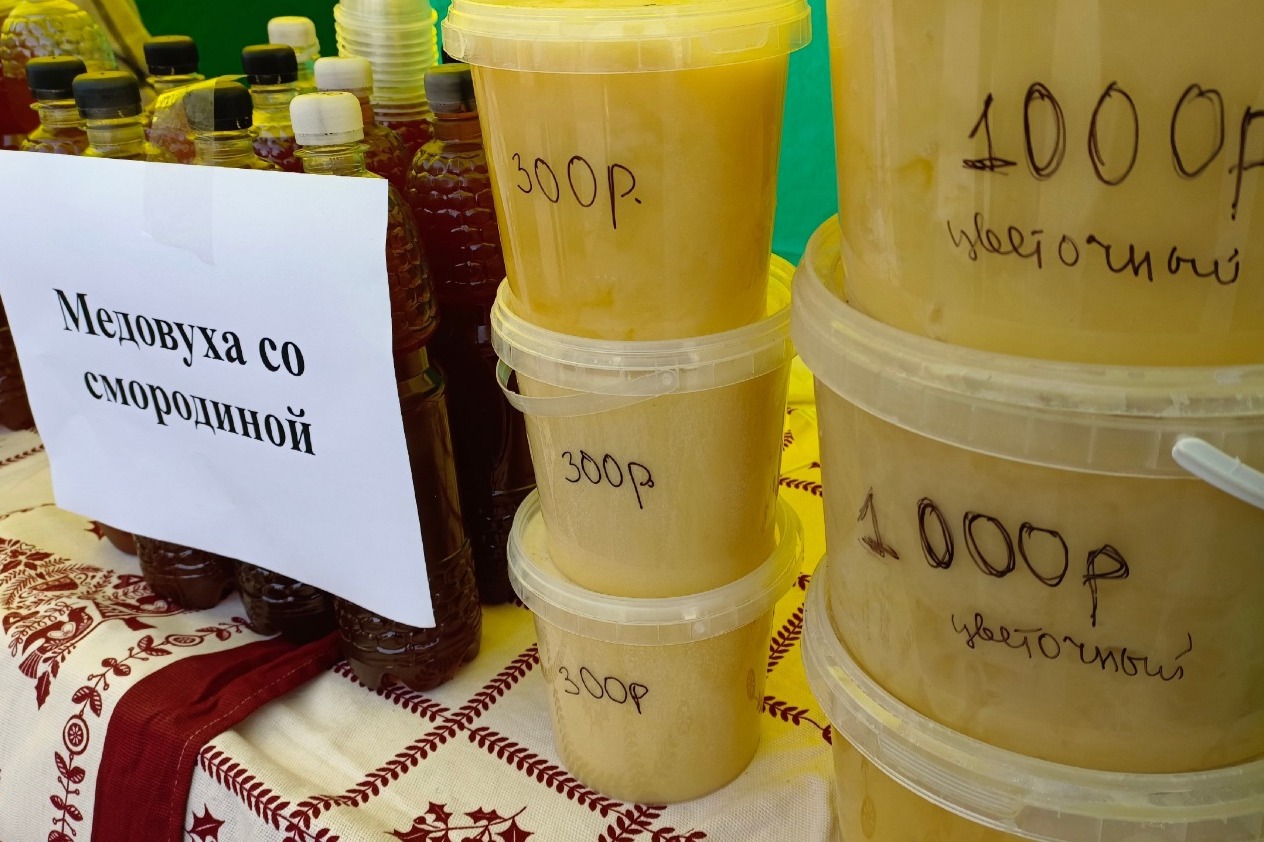 Медовуха со
смородиной
300р.
300р.
300р
1000р
цветочный
1000р
цветочный